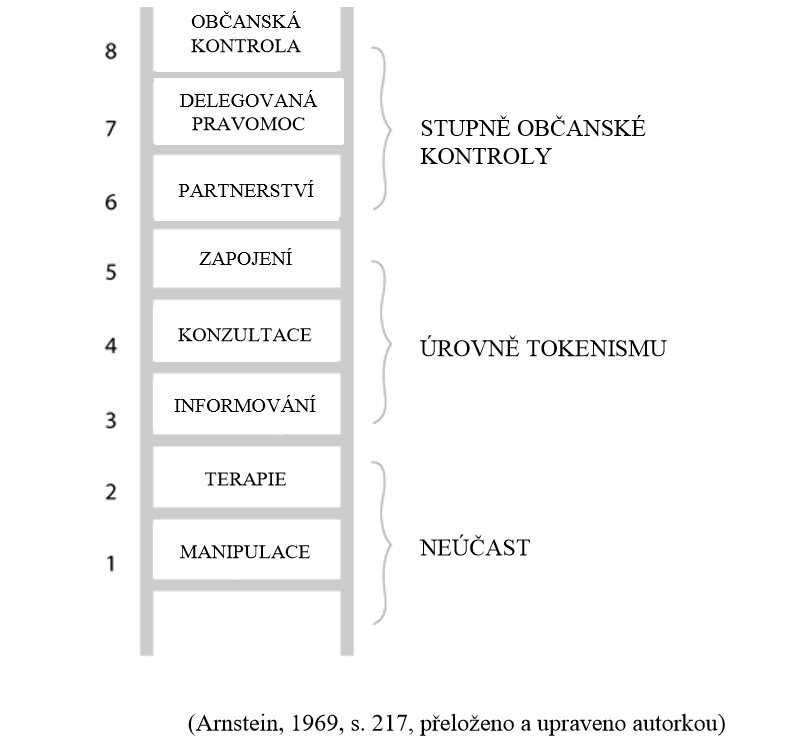 8
OBČANSKÁ
KONTROLA
7
DELEGOVANÁ
PRAVOMOC
STUPNĚ OBČANSKÉ
KONTROLY
6
PARTNERSTVÍ
5
ZAPOJENÍ
4
KONZULTACE
ÚROVNĚ TOKENISMU
3
INFORMOVÁNÍ
2
TERAPIE
1
MANIPULACE
NEÚČAST
(Arnstein, 1969, s. 217, přeloženo a upraveno autorkou)